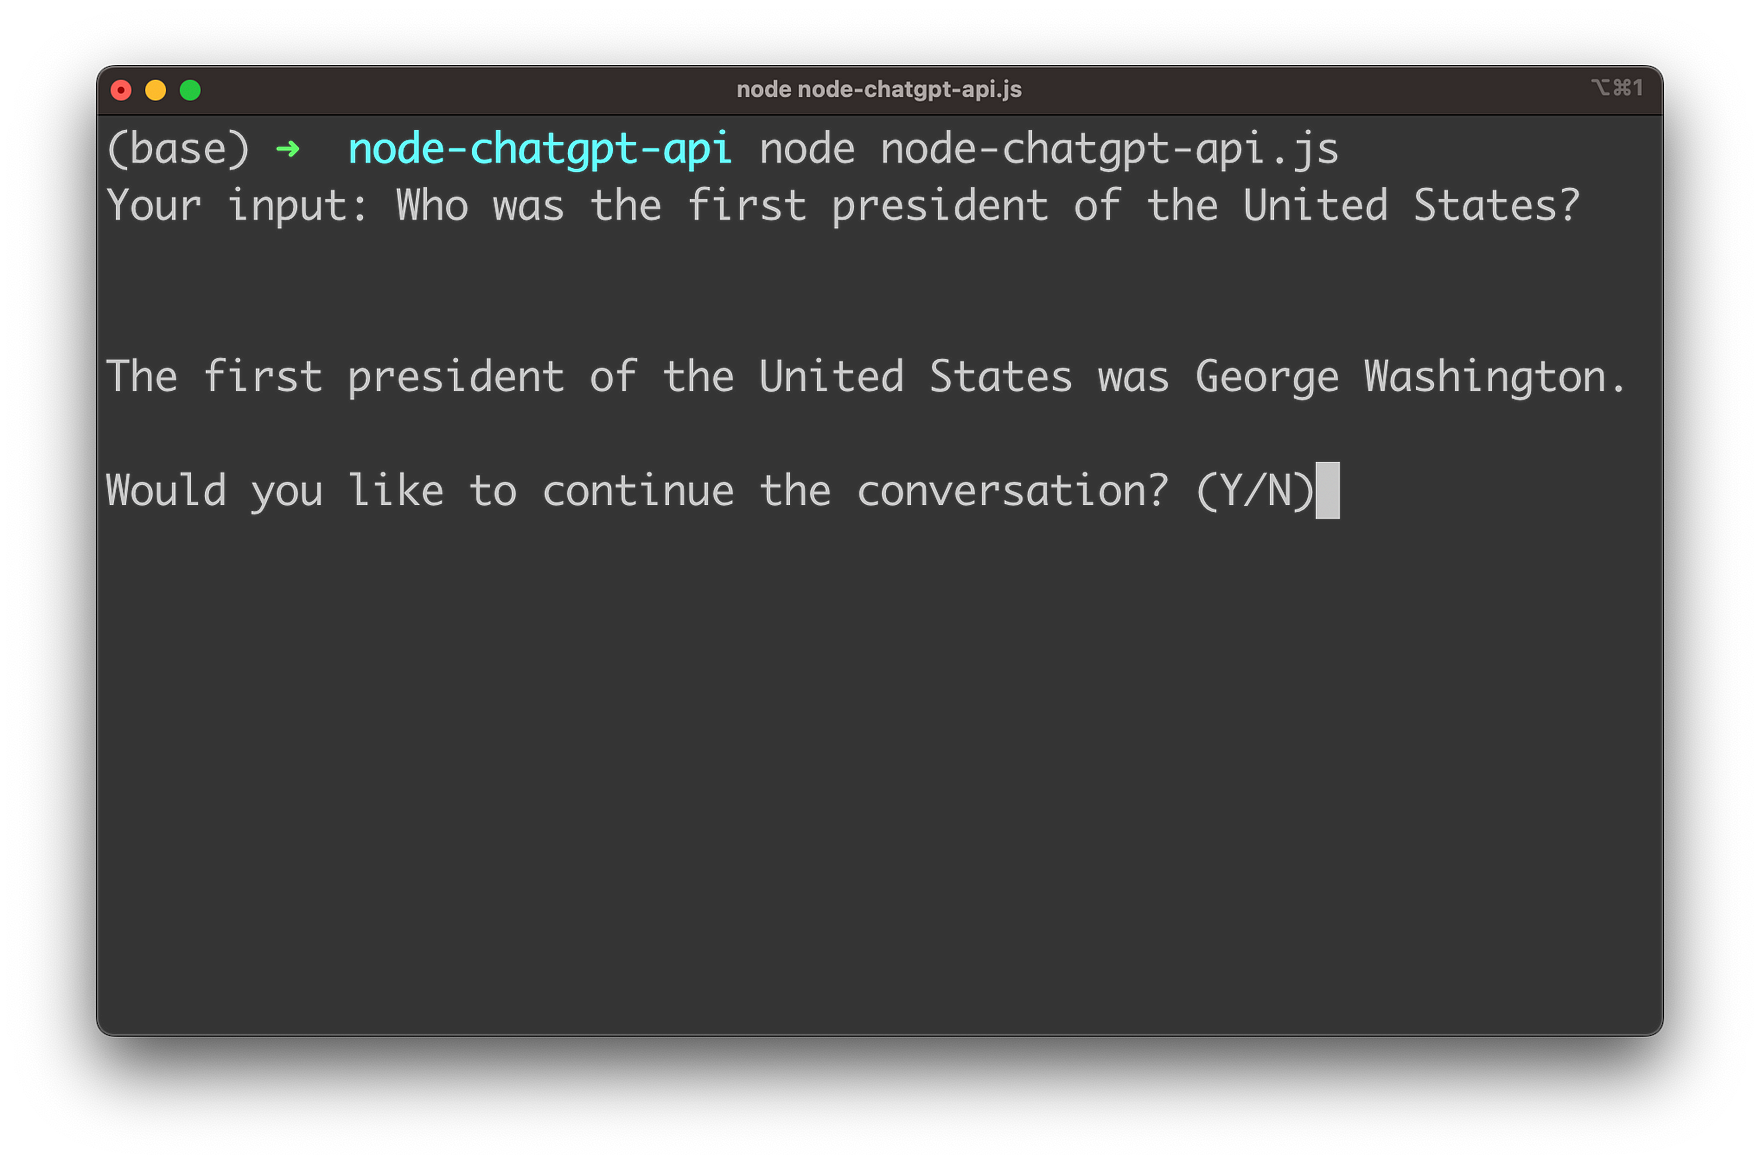 node node-chatgpt-api.js
⌥⌘1
(base) ➜ node-chatgpt-api node node-chatgpt-api.js
Your input: Who was the first president of the United States?
The first president of the United States was George Washington.
Would you like to continue the conversation? (Y/N)